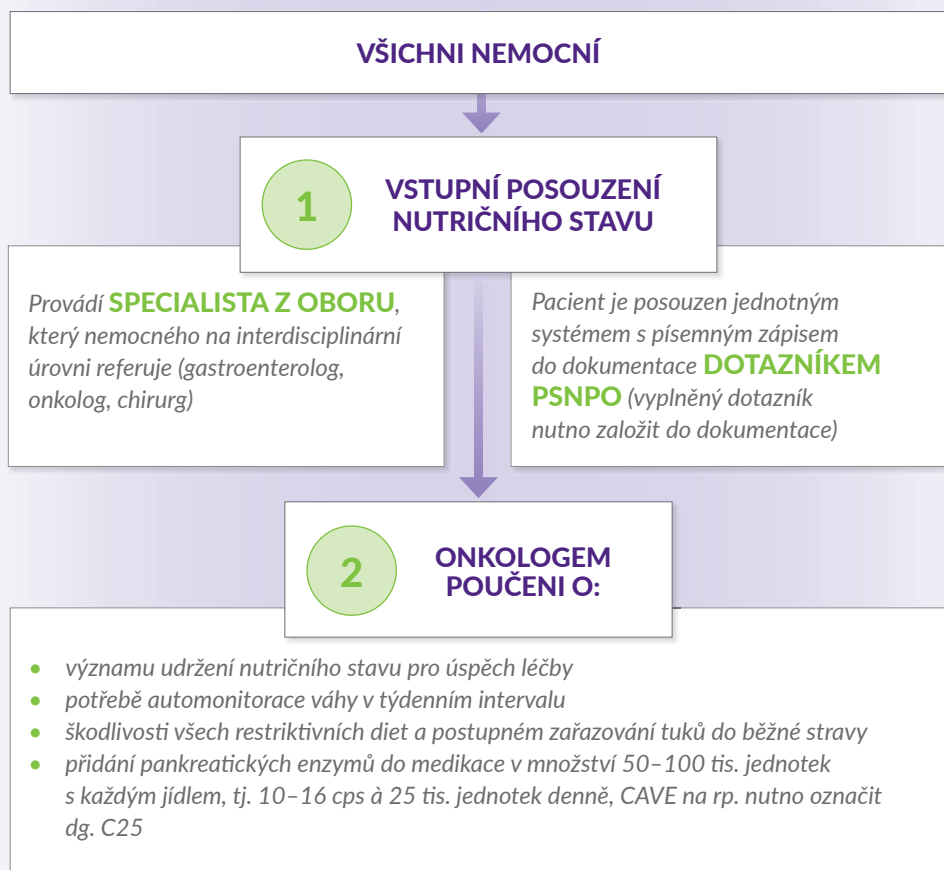 VŠICHNI NEMOCNÍ
1
VSTUPNÍ POSOUZENÍ
NUTRIČNÍHO STAVU
Provádí SPECIALISTA Z OBORU,
který nemocného na interdisciplinární
úrovni referuje (gastroenterolog,
onkolog, chirurg)
Pacient je posouzen jednotným
systémem s písemným zápisem
do dokumentace DOTAZNÍKEM
PSNPO (vyplněný dotazník
nutno založit do dokumentace)
2
ONKOLOGEM
POUČENI O:
• významu udržení nutričního stavu pro úspěch léčby
• potřebě automonitorace váhy v týdenním intervalu
• škodlivosti všech restriktivních diet a postupném zařazování tuků do běžné stravy
• přidání pankreatických enzymů do medikace v množství 50–100 tis. jednotek
s každým jídlem, tj. 10–16 cps à 25 tis. jednotek denně, CAVE na rp. nutno označit
dg. C25